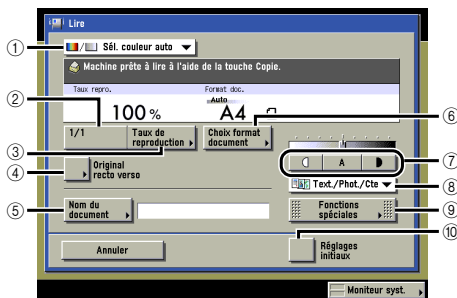 Lire
① Sél. couleur auto
Machine prête à lire à l'aide de la touche Copie.
Taux repro. Format doc.
Auto
100 % A4
② ⑥
1/1 Taux de reproduction Choix format document
③ ⑦
A
④ Original recto verso
Text./Phot./Cte ⑧
⑤ Nom du document Fonctions spéciales ⑨
⑩
Annuler Réglages initiaux
Moniteur syst.